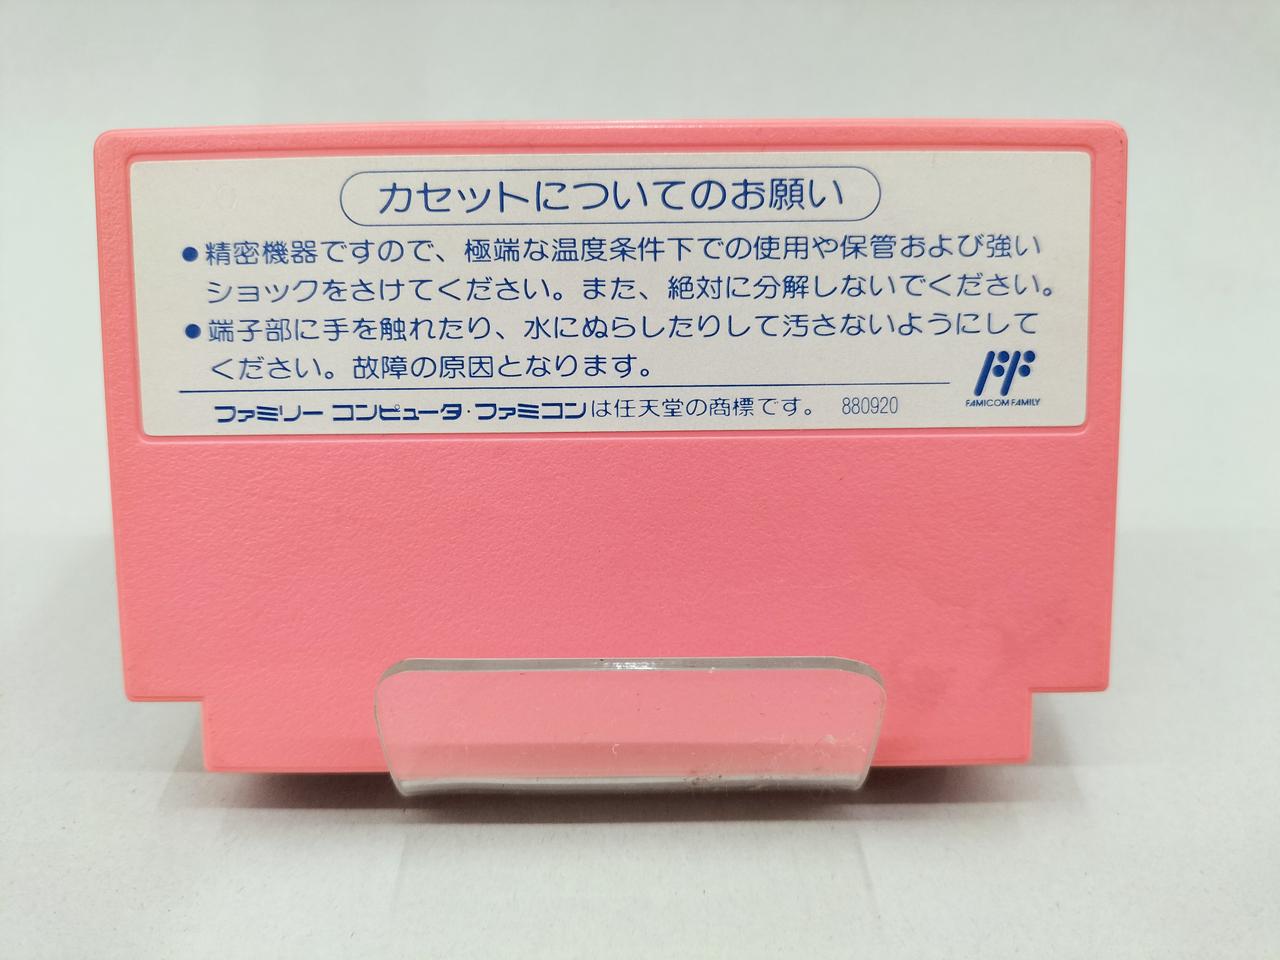 カセットについてのお願い
●精密機器ですので、極端な温度条件下での使用や保管および強い
ショックをさけてください。また、絶対に分解しないでください。
●端子部に手を触れたり、水にぬらしたりして汚さないようにして
ください。故障の原因となります。
ファミリー コンピュータ・ファミコンは任天堂の商標です。 880920
FF
FAMICOM FAMILY